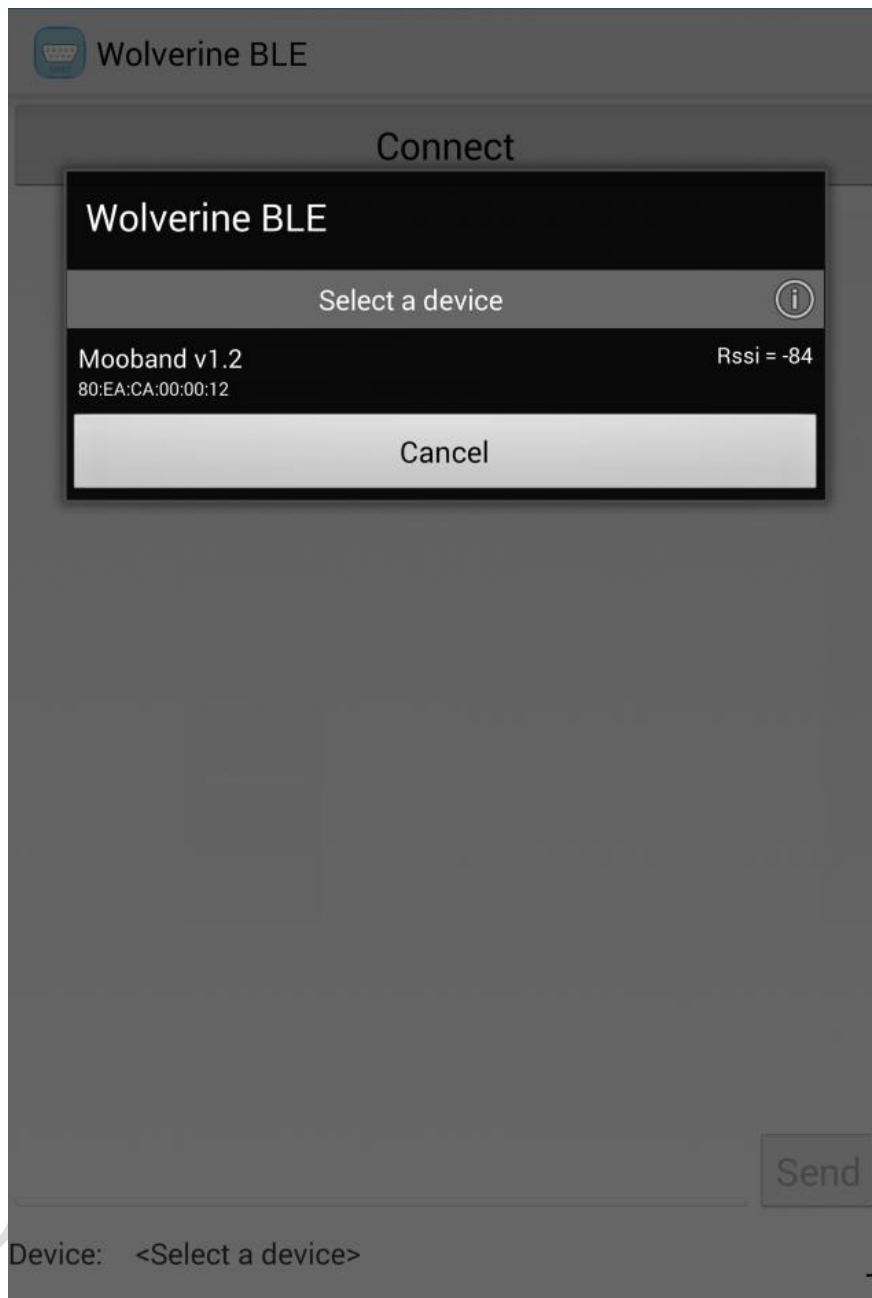 Wolverine BLE
Connect
Wolverine BLE
Select a device
Mooband v1.2
Rssi = -84
80:EA:CA:00:00:12
Cancel
Send
Device: <Select a device>